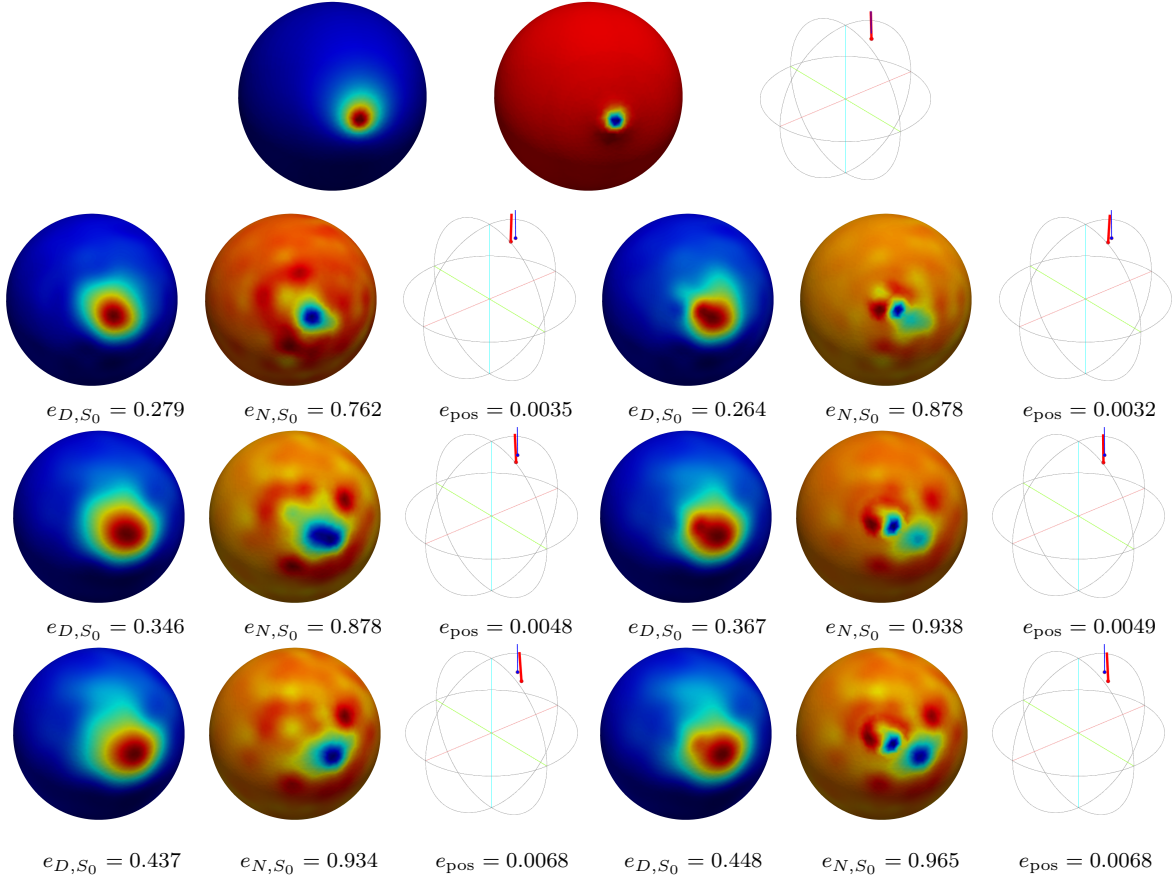 e_{D,S_0} = 0.279 e_{N,S_0} = 0.762 e_{pos} = 0.0035 e_{D,S_0} = 0.264 e_{N,S_0} = 0.878 e_{pos} = 0.0032
e_{D,S_0} = 0.346 e_{N,S_0} = 0.878 e_{pos} = 0.0048 e_{D,S_0} = 0.367 e_{N,S_0} = 0.938 e_{pos} = 0.0049
e_{D,S_0} = 0.437 e_{N,S_0} = 0.934 e_{pos} = 0.0068 e_{D,S_0} = 0.448 e_{N,S_0} = 0.965 e_{pos} = 0.0068